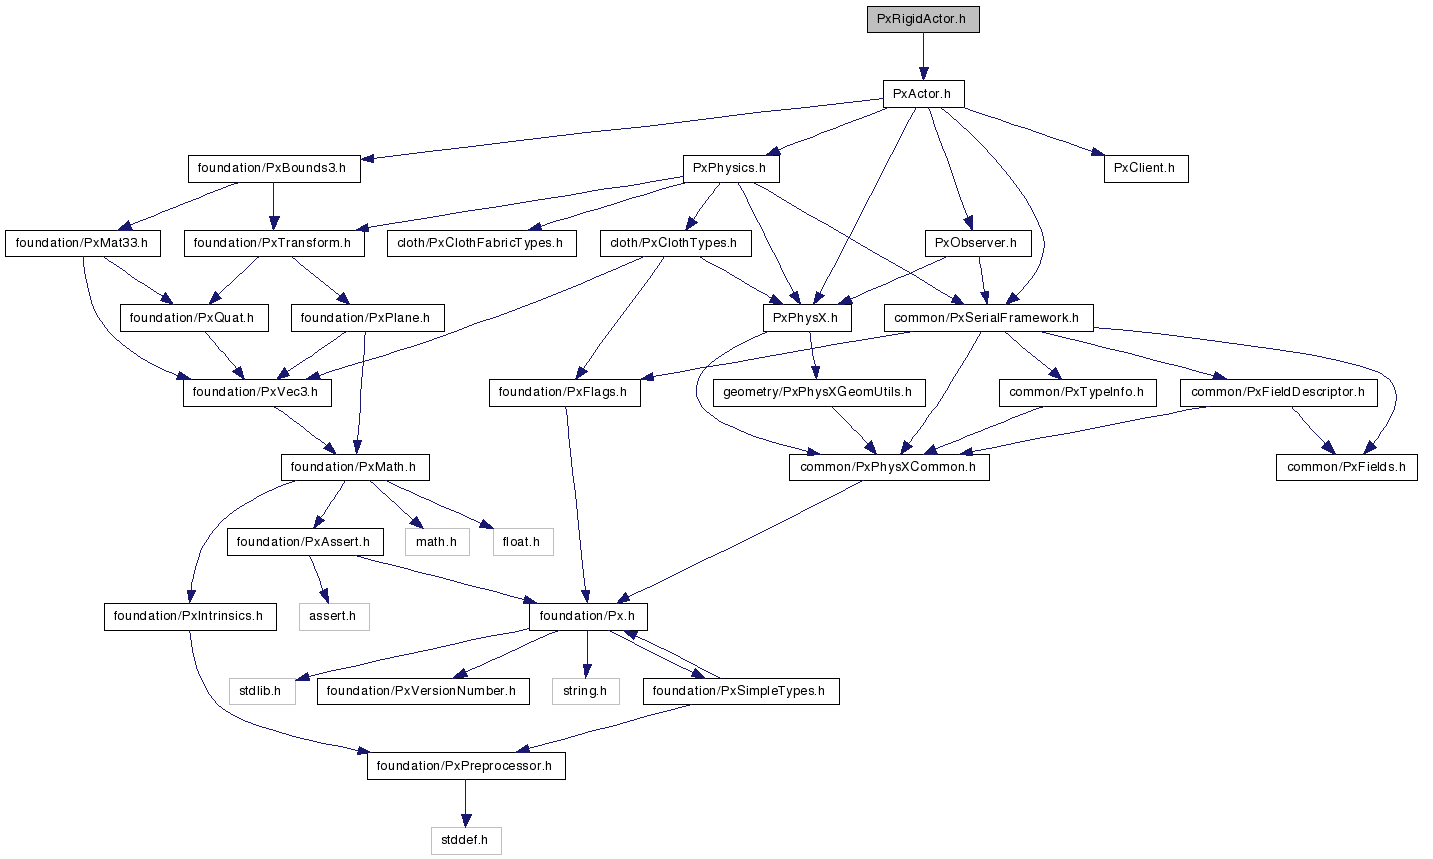 PxRigidActor.h
PxActor.h
foundation/PxBounds3.h
PxPhysics.h
PxClient.h
foundation/PxMat33.h
foundation/PxTransform.h
cloth/PxClothFabricTypes.h
cloth/PxClothTypes.h
PxObserver.h
foundation/PxQuat.h
foundation/PxPlane.h
PxPhysX.h
common/PxSerialFramework.h
foundation/PxVec3.h
foundation/PxFlags.h
geometry/PxPhysXGeomUtils.h
common/PxTypeInfo.h
common/PxFieldDescriptor.h
foundation/PxMath.h
common/PxPhysXCommon.h
common/PxFields.h
foundation/PxAssert.h
math.h
float.h
foundation/PxIntrinsics.h
assert.h
foundation/Px.h
stdlib.h
foundation/PxVersionNumber.h
string.h
foundation/PxSimpleTypes.h
foundation/PxPreprocessor.h
stddef.h